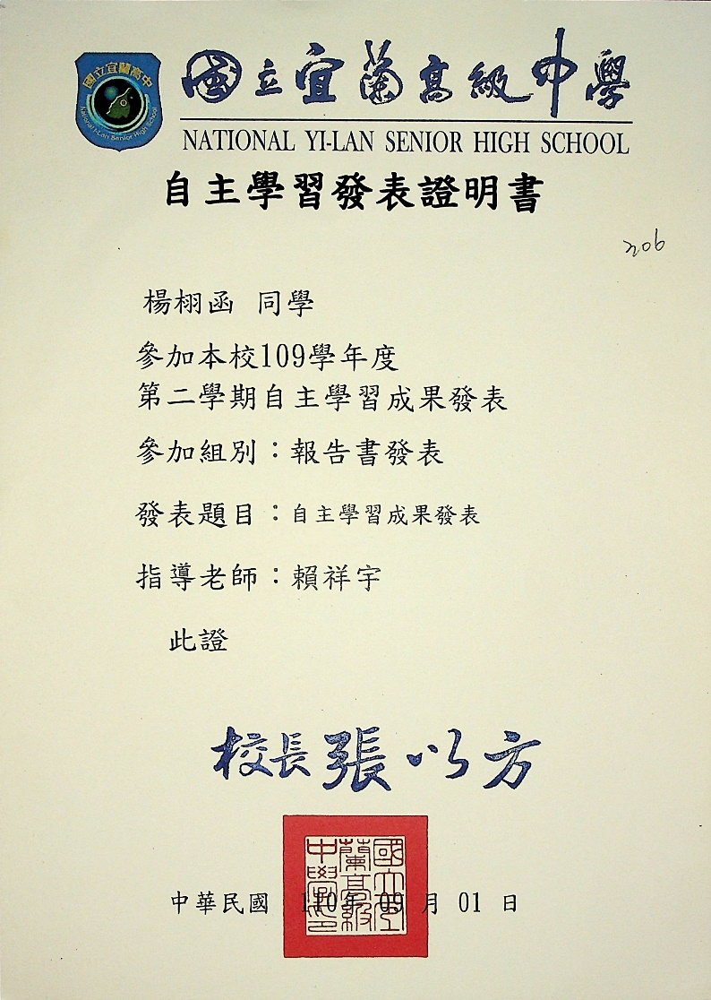 國立宜蘭高中
National I-Lan Senior High School
國立宜蘭高級中學
NATIONAL YI-LAN SENIOR HIGH SCHOOL
自主學習發表證明書
206
楊栩函 同學
參加本校109學年度
第二學期自主學習成果發表
參加組別：報告書發表
發表題目：自主學習成果發表
指導老師：賴祥宇
此證
校長張以方
中華民國 110年 09 月 01 日
國立宜蘭高級中學印